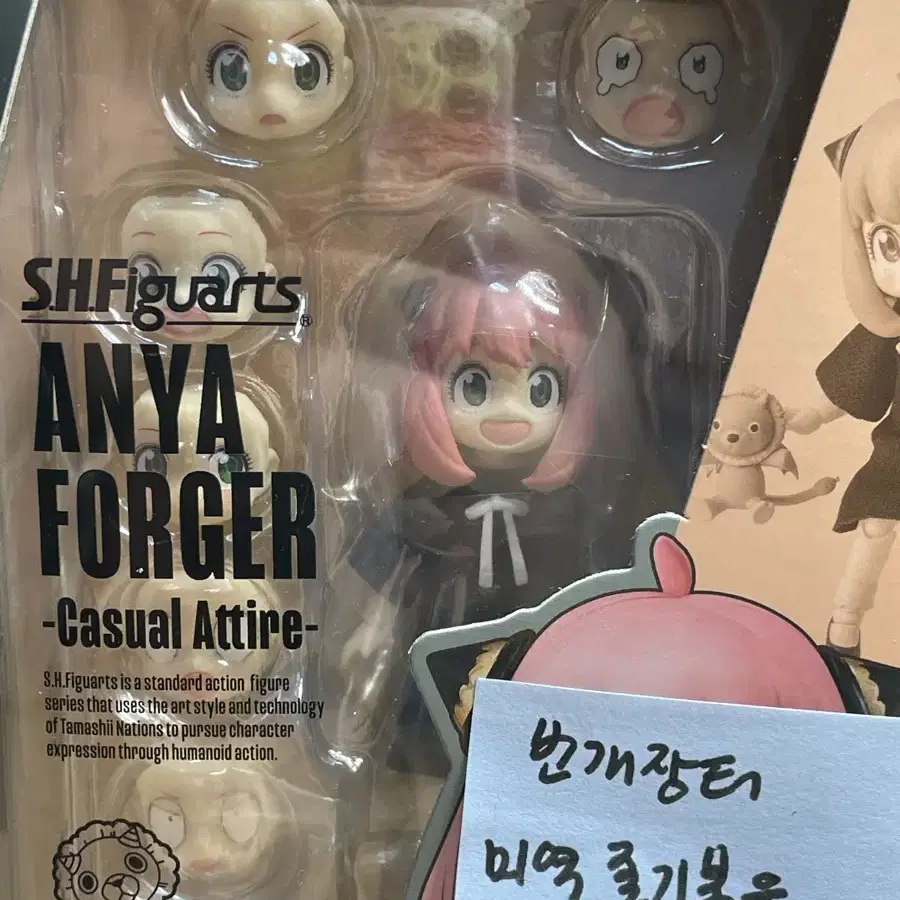 S.H.Figuarts®
ANYA
FORGER
-Casual Attire-
S.H.Figuarts is a standard action figure
series that uses the art style and technology
of Tamashii Nations to pursue character
expression through humanoid action.
번개장터
미역줄기볶음